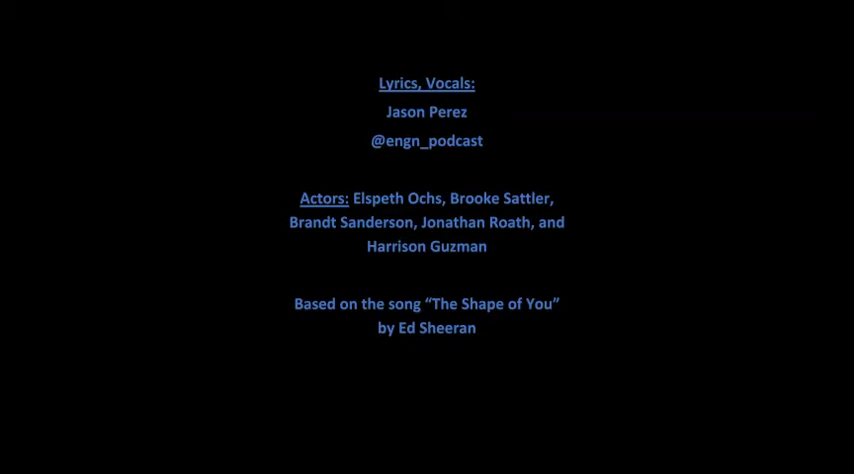 Lyrics, Vocals:
Jason Perez
@engn_podcast
Actors: Elspeth Ochs, Brooke Sattler,
Brandt Sanderson, Jonathan Roath, and
Harrison Guzman
Based on the song “The Shape of You”
by Ed Sheeran